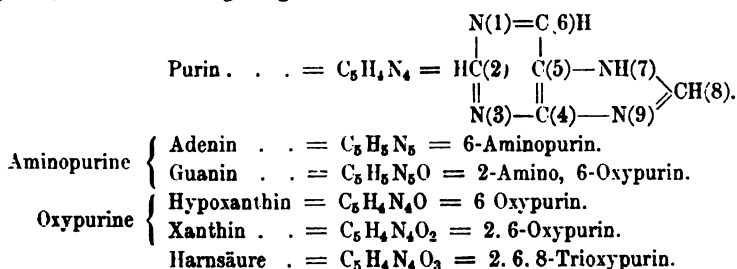 N(1)=C(6)H
Purin . . . = C₅H₄N₄ = HC(2) C(5)—NH(7)
CH(8).
N(3)—C(4)—N(9)
Aminopurine { Adenin . . = C₅H₅N₅ = 6-Aminopurin.
Guanin . . = C₅H₅N₅O = 2-Amino, 6-Oxypurin.
Oxypurine { Hypoxanthin = C₅H₄N₄O = 6 Oxypurin.
Xanthin . . = C₅H₄N₄O₂ = 2. 6-Oxypurin.
Harnsäure . = C₅H₄N₄O₃ = 2. 6. 8-Trioxypurin.